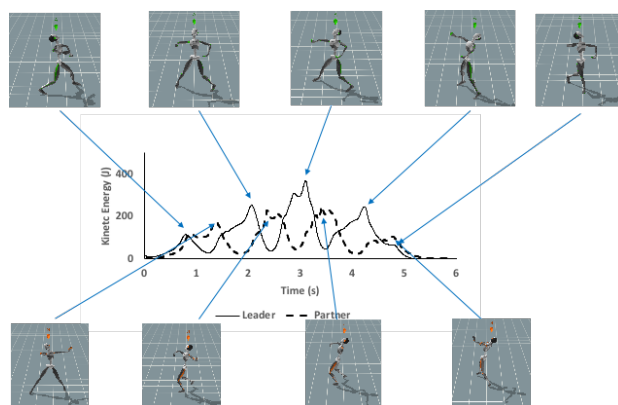 Kinetc Energy (J)
400
200
0
0 1 2 3 4 5 6
Time (s)
Leader Partner